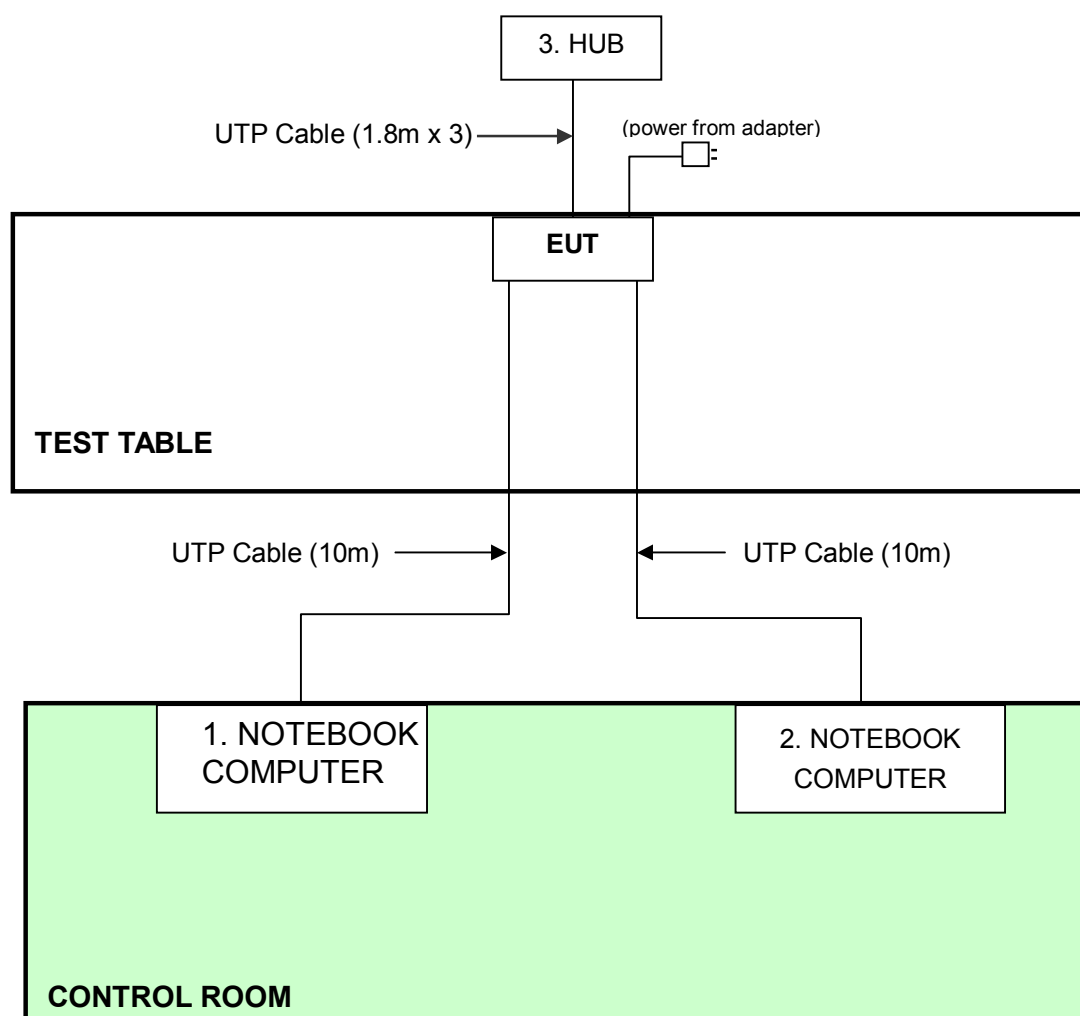 3. HUB
UTP Cable (1.8m x 3)
(power from adapter)
EUT
TEST TABLE
UTP Cable (10m)
UTP Cable (10m)
1. NOTEBOOK
COMPUTER
2. NOTEBOOK
COMPUTER
CONTROL ROOM